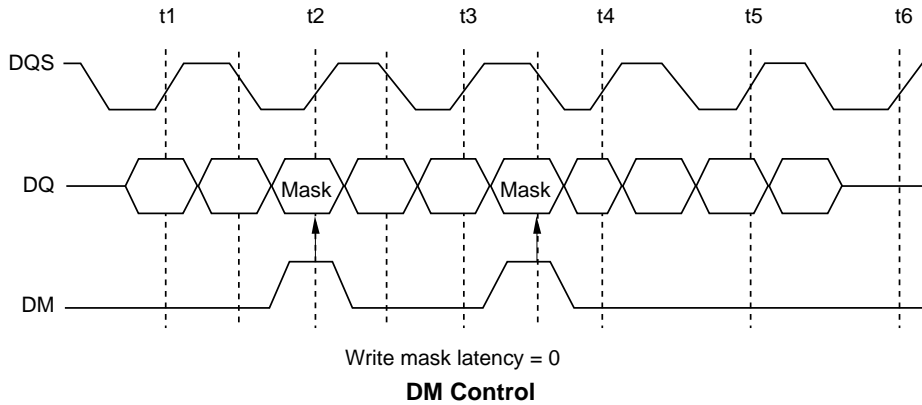 t1 t2 t3 t4 t5 t6
DQS
DQ Mask Mask
DM
Write mask latency = 0
DM Control